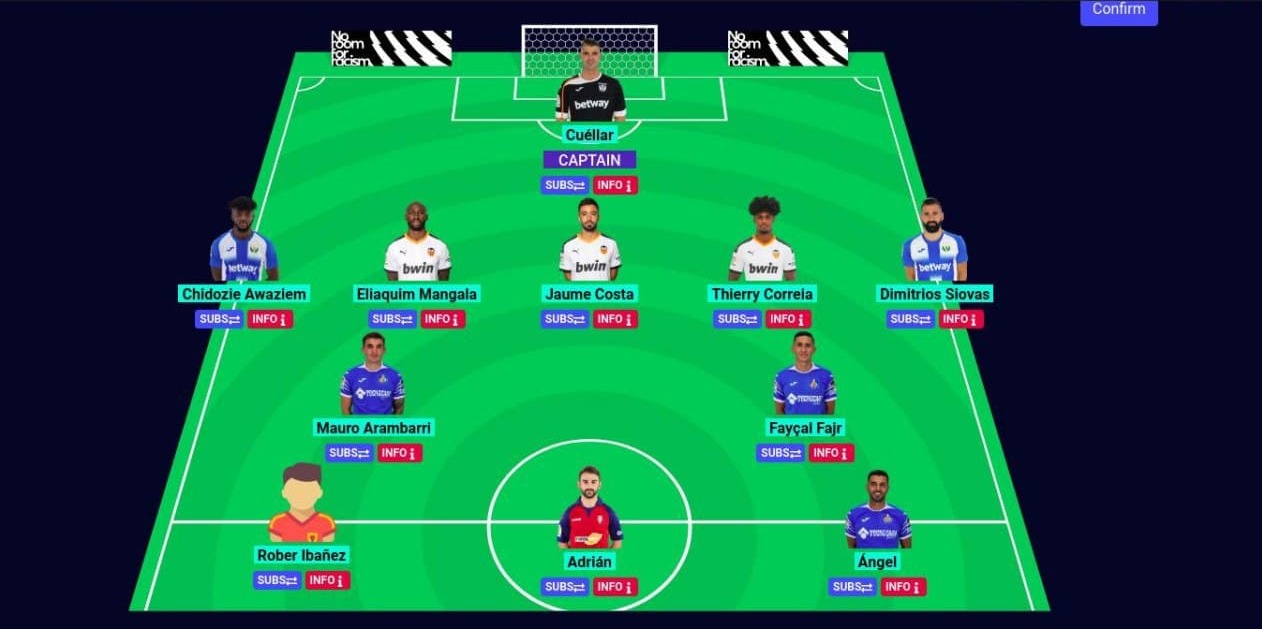 Confirm
No
room
for
racism
No
room
for
racism
betway
Cuéllar
CAPTAIN
SUBS INFO
betway bwin bwin bwin betway
Chidozie Awaziem Eliaquim Mangala Jaume Costa Thierry Correia Dimitrios Siovas
SUBS INFO SUBS INFO SUBS INFO SUBS INFO SUBS INFO
Mauro Arambarri Fayçal Fajr
SUBS INFO SUBS INFO
Rober Ibañez Adrián Ángel
SUBS INFO SUBS INFO SUBS INFO